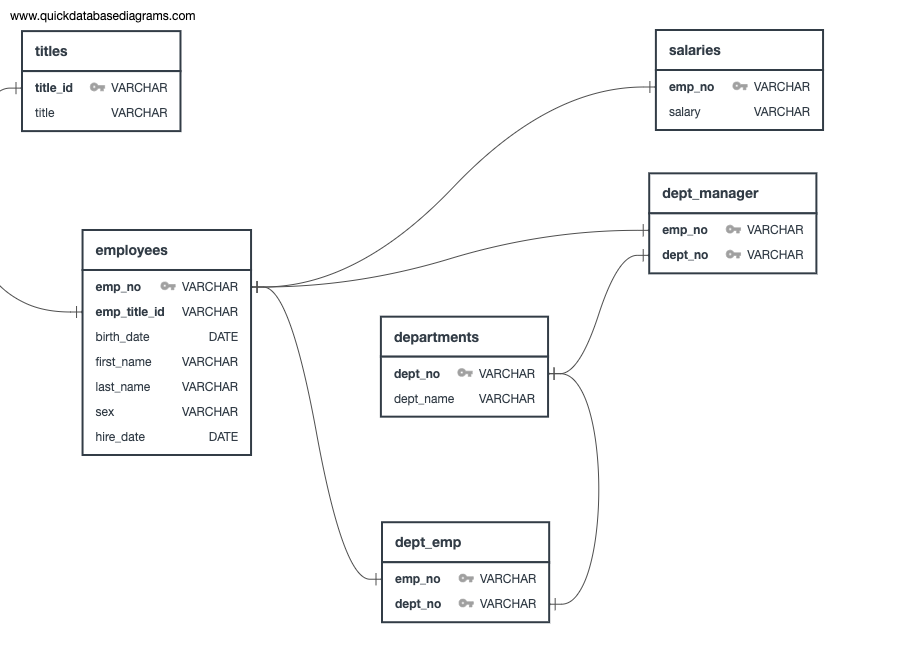 www.quickdatabasediagrams.com
titles
title_id VARCHAR
title VARCHAR
salaries
emp_no VARCHAR
salary VARCHAR
dept_manager
emp_no VARCHAR
dept_no VARCHAR
employees
emp_no VARCHAR
emp_title_id VARCHAR
birth_date DATE
first_name VARCHAR
last_name VARCHAR
sex VARCHAR
hire_date DATE
departments
dept_no VARCHAR
dept_name VARCHAR
dept_emp
emp_no VARCHAR
dept_no VARCHAR